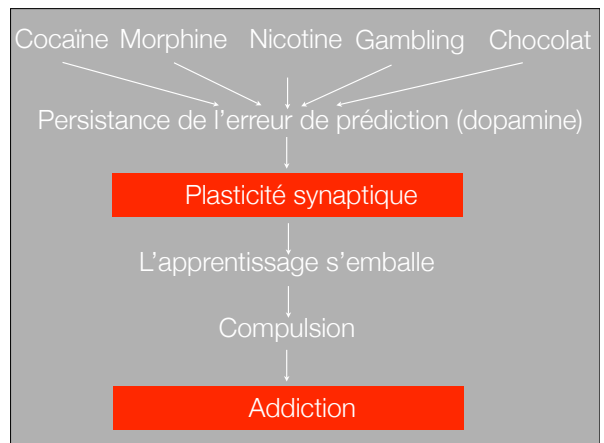 Cocaïne Morphine Nicotine Gambling Chocolat
Persistance de l'erreur de prédiction (dopamine)
Plasticité synaptique
L'apprentissage s'emballe
Compulsion
Addiction